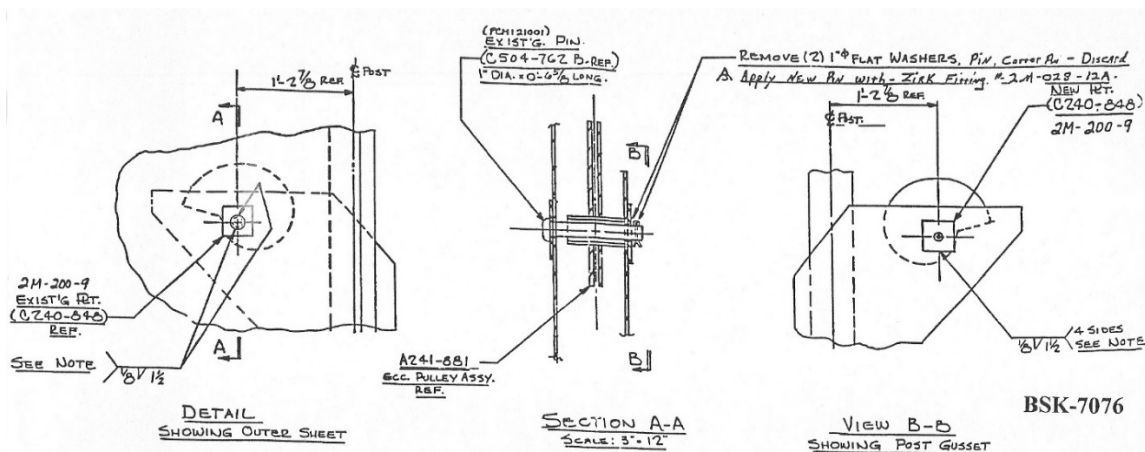 (PCM121001)
EXIST'G. PIN.
(C504-762 B-REF.)
1" DIA. x 0'-6 5/8 LONG.
REMOVE (2) 1"ɸ FLAT WASHERS, PIN, COTTER PIN - DISCARD
A Apply New Pin with - Zirk Fitting. # 2M-028-12A.
NEW PLT.
(C240-848)
2M-200-9
℄ POST
1'-2 7/8 REF.
A
1'-2 7/8 REF.
℄ POST.
B
2M-200-9
EXIST'G PLT.
(C240-848)
REF.
SEE NOTE
1/8 1 1/2
A
A241-881
ECC. PULLEY ASSY.
REF.
B
4 SIDES
SEE NOTE
1/8 1 1/2
BSK-7076
DETAIL
SHOWING OUTER SHEET
SECTION A-A
SCALE: 3"=12"
VIEW B-B
SHOWING POST GUSSET